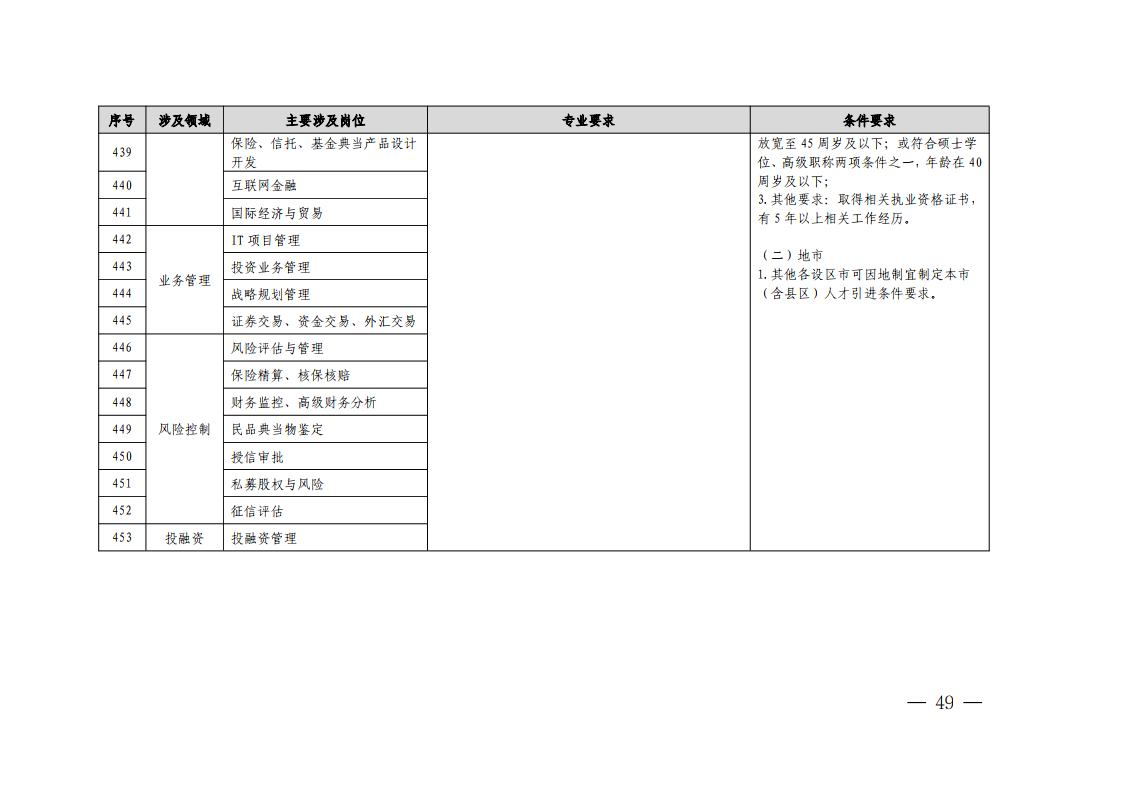 序号 涉及领域 主要涉及岗位 专业要求 条件要求
439 保险、信托、基金典当产品设计
开发
440 互联网金融
441 国际经济与贸易
放宽至 45 周岁及以下；或符合硕士学
位、高级职称两项条件之一，年龄在 40
周岁及以下；
3.其他要求：取得相关执业资格证书，
有 5 年以上相关工作经历。
（二）地市
1.其他各设区市可因地制宜制定本市
（含县区）人才引进条件要求。
业务管理
442 IT 项目管理
443 投资业务管理
444 战略规划管理
445 证券交易、资金交易、外汇交易
风险控制
446 风险评估与管理
447 保险精算、核保核赔
448 财务监控、高级财务分析
449 民品典当物鉴定
450 授信审批
451 私募股权与风险
452 征信评估
453 投融资 投融资管理
— 49 —